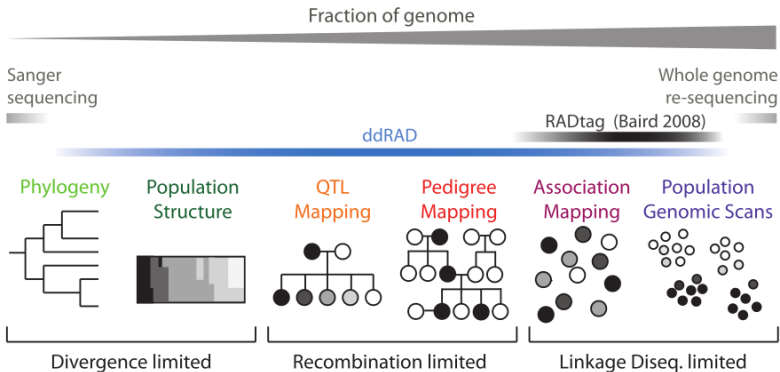 Fraction of genome
Sanger
sequencing
Whole genome
re-sequencing
RADtag (Baird 2008)
ddRAD
Phylogeny
Population
Structure
QTL
Mapping
Pedigree
Mapping
Association
Mapping
Population
Genomic Scans
Divergence limited
Recombination limited
Linkage Diseq. limited